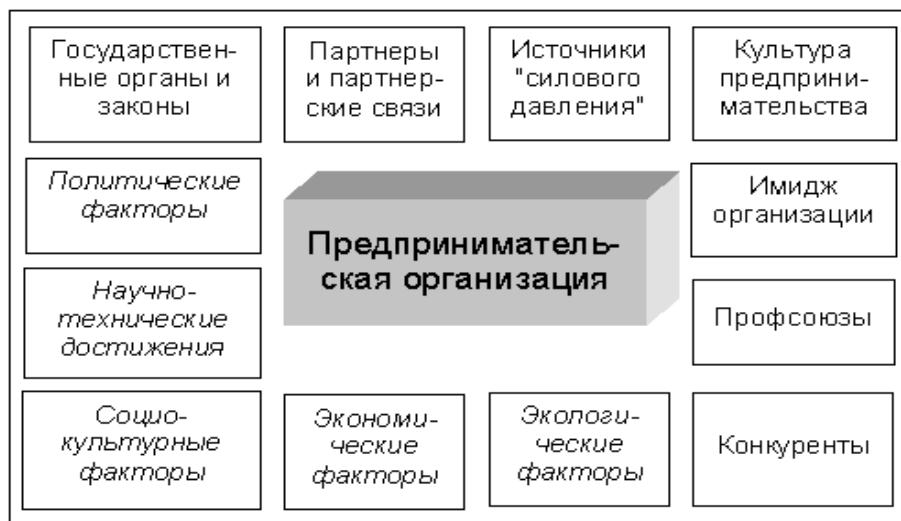 Государствен-
ные органы и
законы
Партнеры
и партнер-
ские связи
Источники
"силового
давления"
Культура
предприни-
мательства
Политические
факторы
Предприниматель-
ская организация
Имидж
организации
Научно-
технические
достижения
Профсоюзы
Социо-
культурные
факторы
Экономи-
ческие
факторы
Экологи-
ческие
факторы
Конкуренты